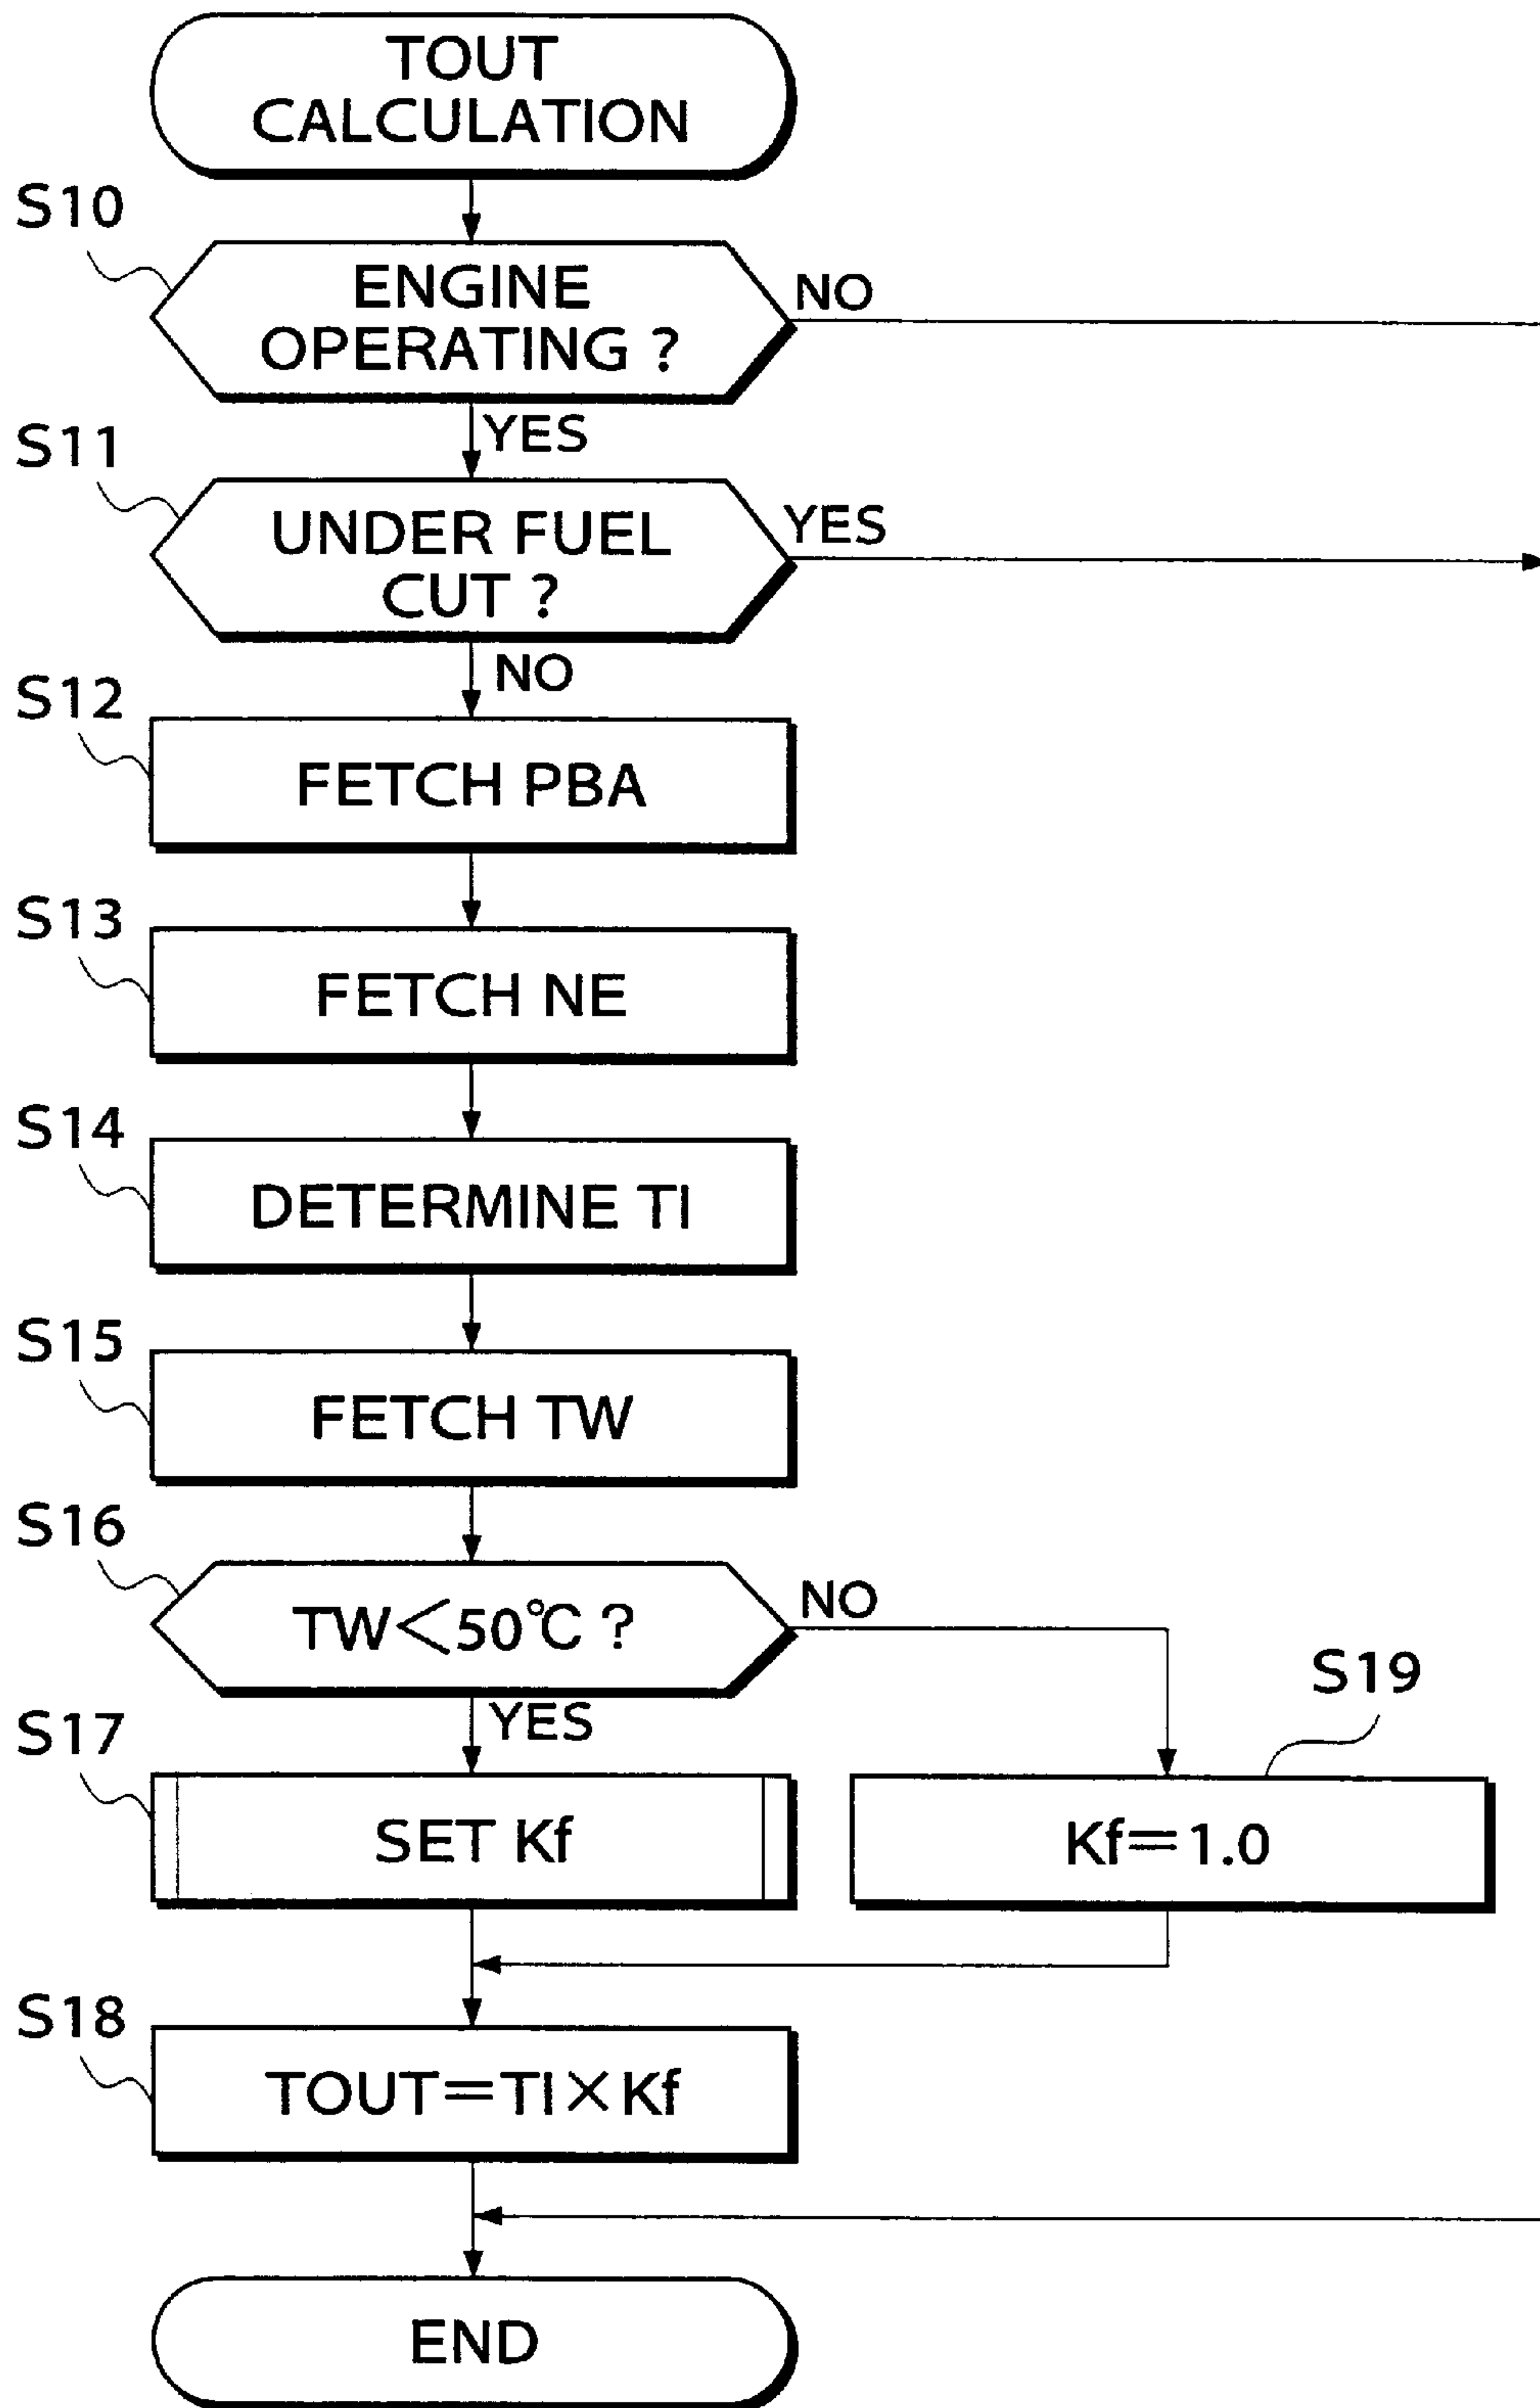 TOUT
CALCULATION
S10
ENGINE
OPERATING ?
NO
YES
S11
UNDER FUEL
CUT ?
YES
NO
S12
FETCH PBA
S13
FETCH NE
S14
DETERMINE TI
S15
FETCH TW
S16
TW<50℃ ?
NO
YES
S17
SET Kf
S19
Kf=1.0
S18
TOUT=TI×Kf
END